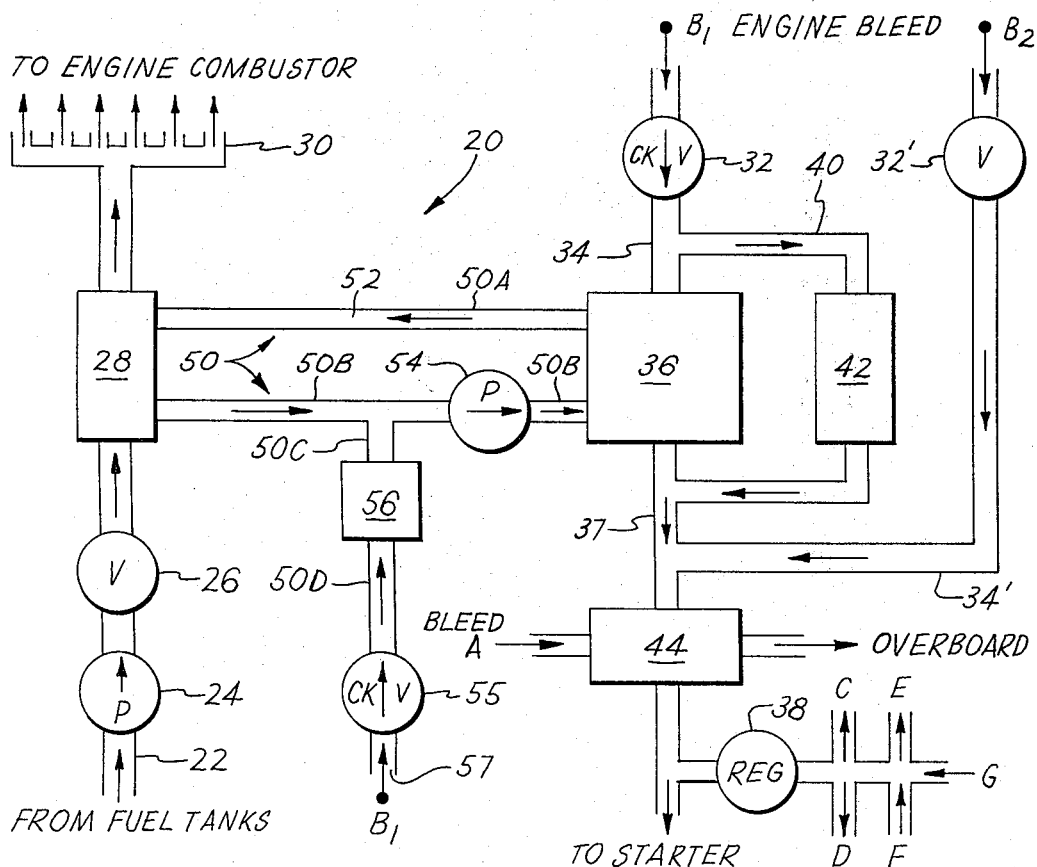 B1 ENGINE BLEED
B2
TO ENGINE COMBUSTOR
30
20
CK V
32
32'
V
40
34
52
50A
28
50
50B
54
P
50B
36
42
50C
56
37
V
26
50D
34'
BLEED
A
44
OVERBOARD
P
24
CK V
55
38
C
E
22
57
REG
G
B1
FROM FUEL TANKS
TO STARTER
D
F